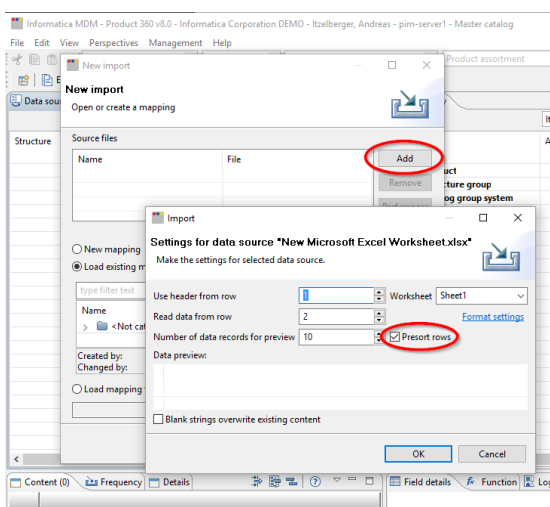 Informatica MDM - Product 360 v8.0 - Informatica Corporation DEMO - Itzelberger, Andreas - pim-server1 - Master catalog
File Edit View Perspectives Management Help
Product assortment
New import
New import
Open or create a mapping
Data sou
Structure
Source files
Name File
Add
Remove
uct
cture group
og group system
New mapping
Load existing m
type filter text
Name
> <Not cat
Created by:
Changed by:
Load mapping
Import
Settings for data source "New Microsoft Excel Worksheet.xlsx"
Make the settings for selected data source.
Use header from row 1 Worksheet Sheet1
Read data from row 2 Format settings
Number of data records for preview 10 Presort rows
Data preview:
Blank strings overwrite existing content
OK Cancel
Content (0) Frequency Details Field details Function Log